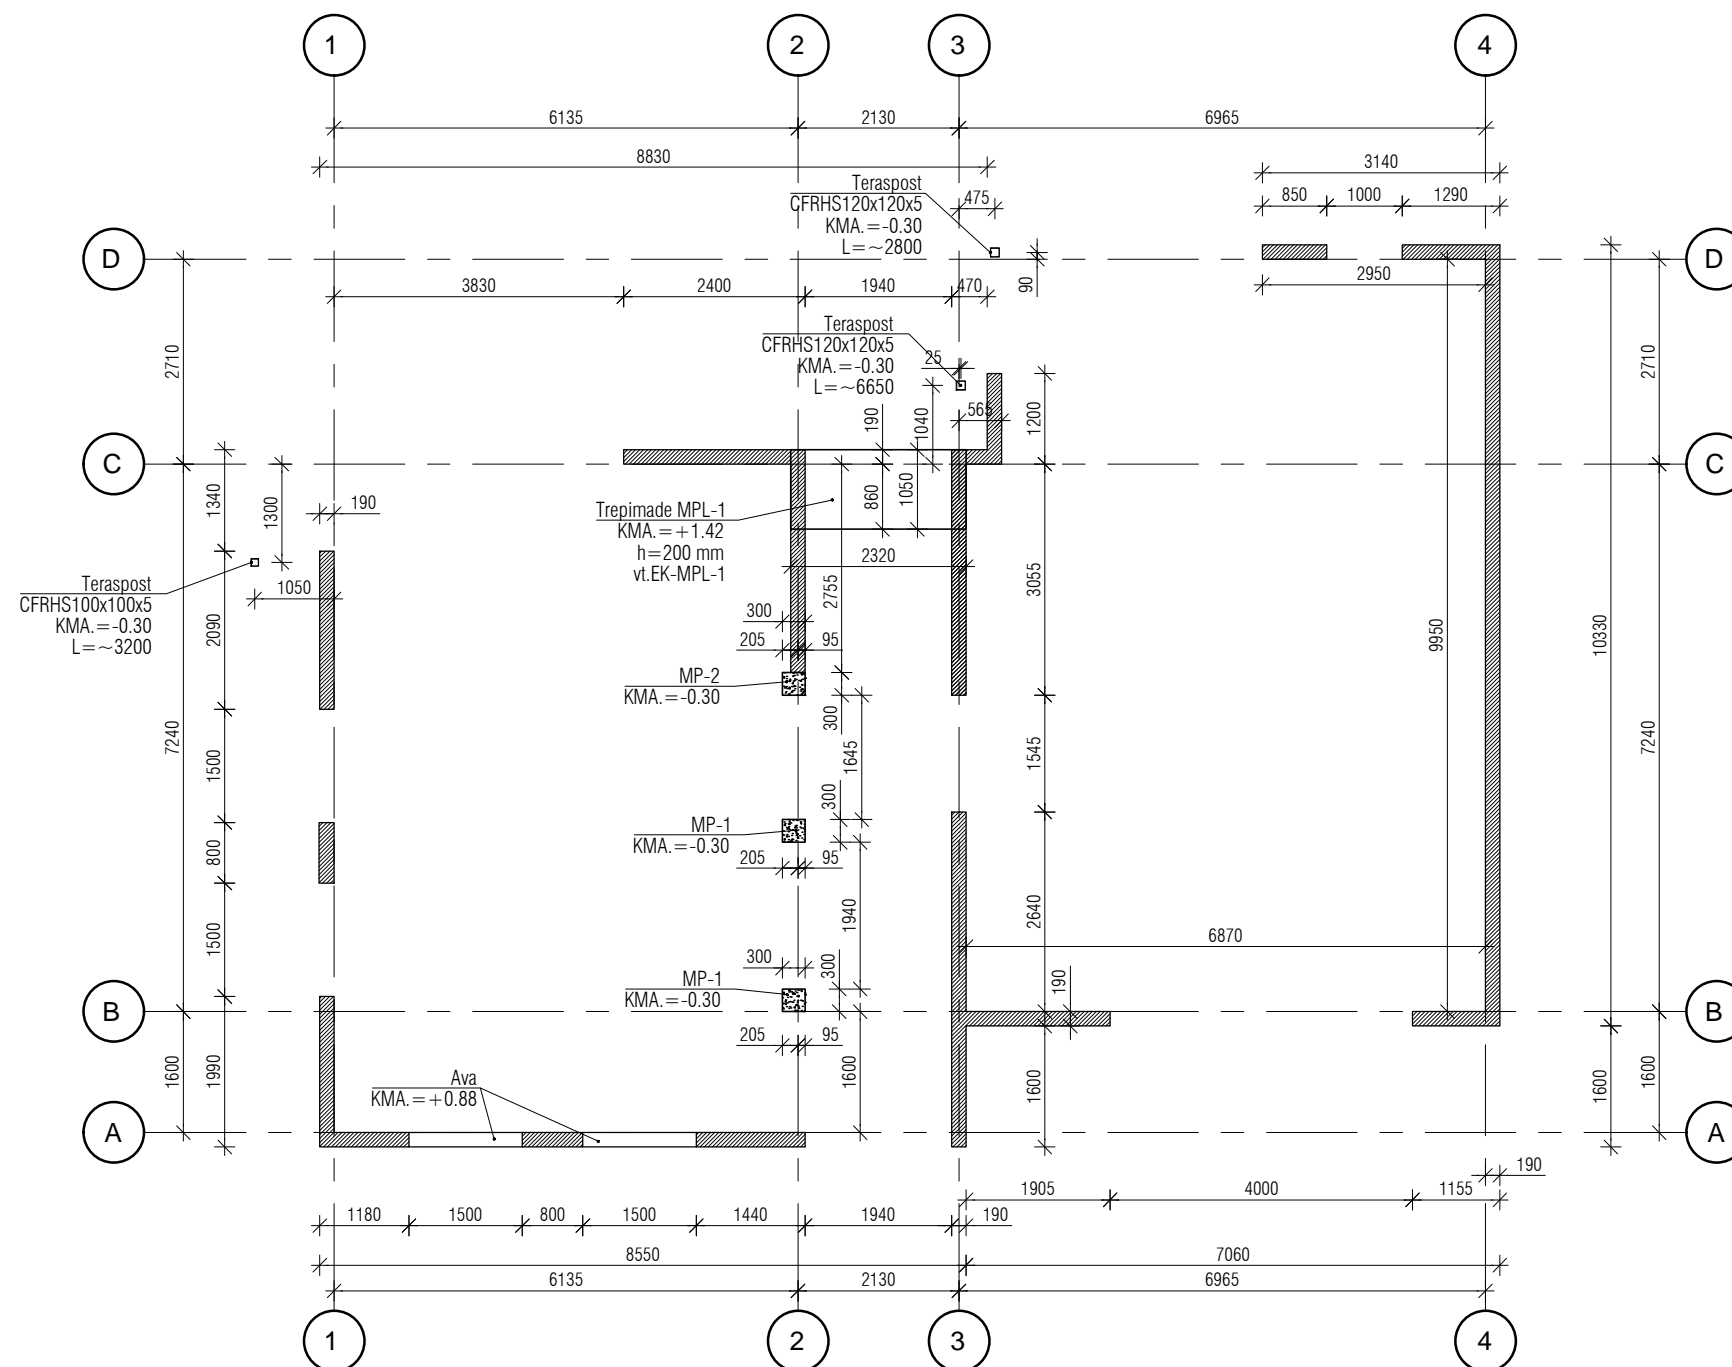 1
2
3
4
6135
2130
6965
8830
3140
850
1000
1290
475
Teraspost
CFRHS120x120x5
KMA.=-0.30
L=~2800
D
D
90
2950
3830
2400
1940
470
Teraspost
CFRHS120x120x5
KMA.=-0.30
L=~6650
25
2710
2710
190
1040
565
1200
C
C
1340
1300
190
860
1050
Trepimade MPL-1
KMA.=+1.42
h=200 mm
vt.EK-MPL-1
2320
2755
3055
Teraspost
CFRHS100x100x5
KMA.=-0.30
L=~3200
1050
2090
300
205
95
9950
10330
MP-2
KMA.=-0.30
300
7240
1500
1645
1545
7240
300
MP-1
KMA.=-0.30
205
95
800
1940
2640
1500
6870
300
300
MP-1
KMA.=-0.30
190
B
B
205
95
1600
1990
Ava
KMA.=+0.88
1600
1600
1600
1600
A
A
190
1905
4000
1155
1180
1500
800
1500
1440
1940
190
8550
7060
6135
2130
6965
1
2
3
4